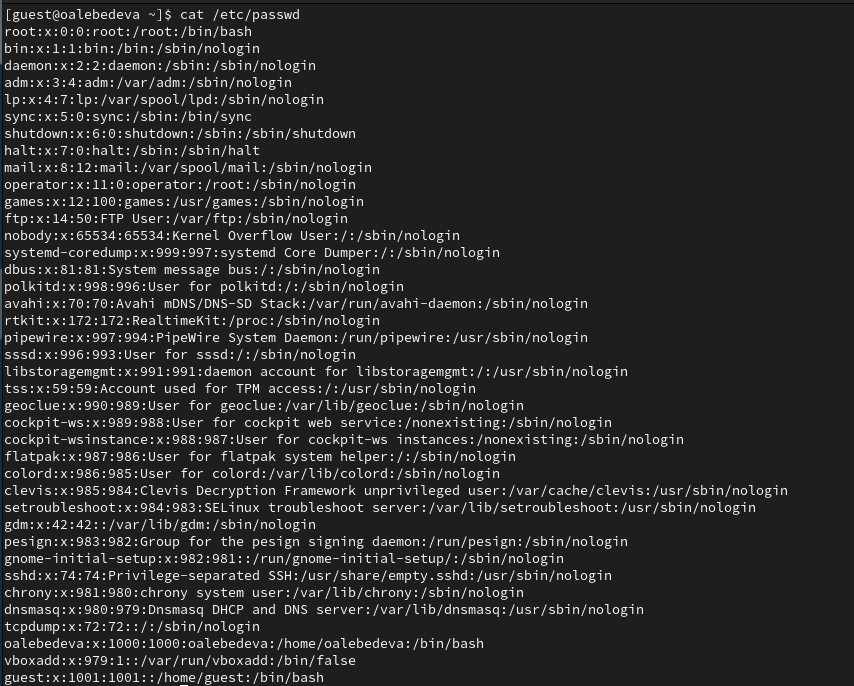 [guest@oalebedeva ~]$ cat /etc/passwd
root:x:0:0:root:/root:/bin/bash
bin:x:1:1:bin:/bin:/sbin/nologin
daemon:x:2:2:daemon:/sbin:/sbin/nologin
adm:x:3:4:adm:/var/adm:/sbin/nologin
lp:x:4:7:lp:/var/spool/lpd:/sbin/nologin
sync:x:5:0:sync:/sbin:/bin/sync
shutdown:x:6:0:shutdown:/sbin:/sbin/shutdown
halt:x:7:0:halt:/sbin:/sbin/halt
mail:x:8:12:mail:/var/spool/mail:/sbin/nologin
operator:x:11:0:operator:/root:/sbin/nologin
games:x:12:100:games:/usr/games:/sbin/nologin
ftp:x:14:50:FTP User:/var/ftp:/sbin/nologin
nobody:x:65534:65534:Kernel Overflow User:/:/sbin/nologin
systemd-coredump:x:999:997:systemd Core Dumper:/:/sbin/nologin
dbus:x:81:81:System message bus:/:/sbin/nologin
polkitd:x:998:996:User for polkitd:/:/sbin/nologin
avahi:x:70:70:Avahi mDNS/DNS-SD Stack:/var/run/avahi-daemon:/sbin/nologin
rtkit:x:172:172:RealtimeKit:/proc:/sbin/nologin
pipewire:x:997:994:PipeWire System Daemon:/run/pipewire:/usr/sbin/nologin
sssd:x:996:993:User for sssd:/:/sbin/nologin
libstoragemgmt:x:991:991:daemon account for libstoragemgmt:/:/usr/sbin/nologin
tss:x:59:59:Account used for TPM access:/:/usr/sbin/nologin
geoclue:x:990:989:User for geoclue:/var/lib/geoclue:/sbin/nologin
cockpit-ws:x:989:988:User for cockpit web service:/nonexisting:/sbin/nologin
cockpit-wsinstance:x:988:987:User for cockpit-ws instances:/nonexisting:/sbin/nologin
flatpak:x:987:986:User for flatpak system helper:/:/sbin/nologin
colord:x:986:985:User for colord:/var/lib/colord:/sbin/nologin
clevis:x:985:984:Clevis Decryption Framework unprivileged user:/var/cache/clevis:/usr/sbin/nologin
setroubleshoot:x:984:983:SELinux troubleshoot server:/var/lib/setroubleshoot:/usr/sbin/nologin
gdm:x:42:42::/var/lib/gdm:/sbin/nologin
pesign:x:983:982:Group for the pesign signing daemon:/run/pesign:/sbin/nologin
gnome-initial-setup:x:982:981::/run/gnome-initial-setup/:/sbin/nologin
sshd:x:74:74:Privilege-separated SSH:/usr/share/empty.sshd:/usr/sbin/nologin
chrony:x:981:980:chrony system user:/var/lib/chrony:/sbin/nologin
dnsmasq:x:980:979:Dnsmasq DHCP and DNS server:/var/lib/dnsmasq:/usr/sbin/nologin
tcpdump:x:72:72::/:/sbin/nologin
oalebedeva:x:1000:1000:oalebedeva:/home/oalebedeva:/bin/bash
vboxadd:x:979:1::/var/run/vboxadd:/bin/false
guest:x:1001:1001::/home/guest:/bin/bash